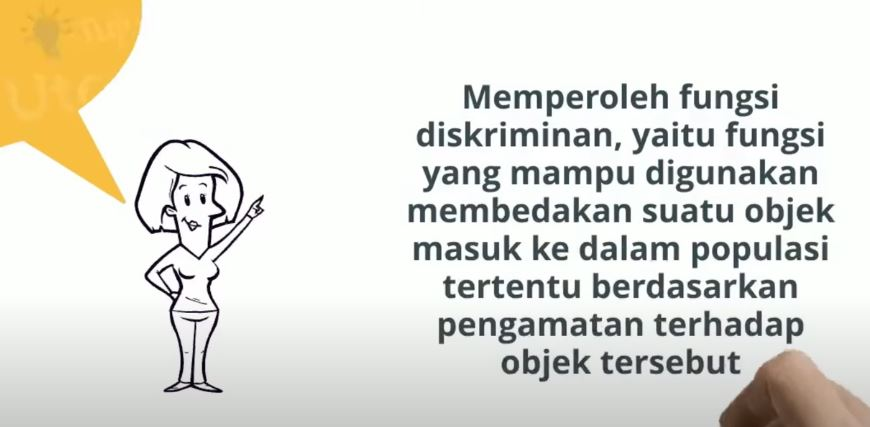 Memperoleh fungsi
diskriminan, yaitu fungsi
yang mampu digunakan
membedakan suatu objek
masuk ke dalam populasi
tertentu berdasarkan
pengamatan terhadap
objek tersebut